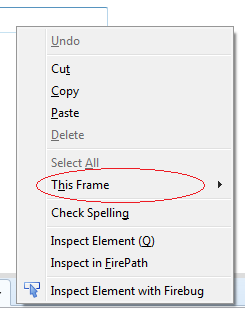 Undo
Cut
Copy
Paste
Delete
Select All
This Frame
Check Spelling
Inspect Element (Q)
Inspect in FirePath
Inspect Element with Firebug